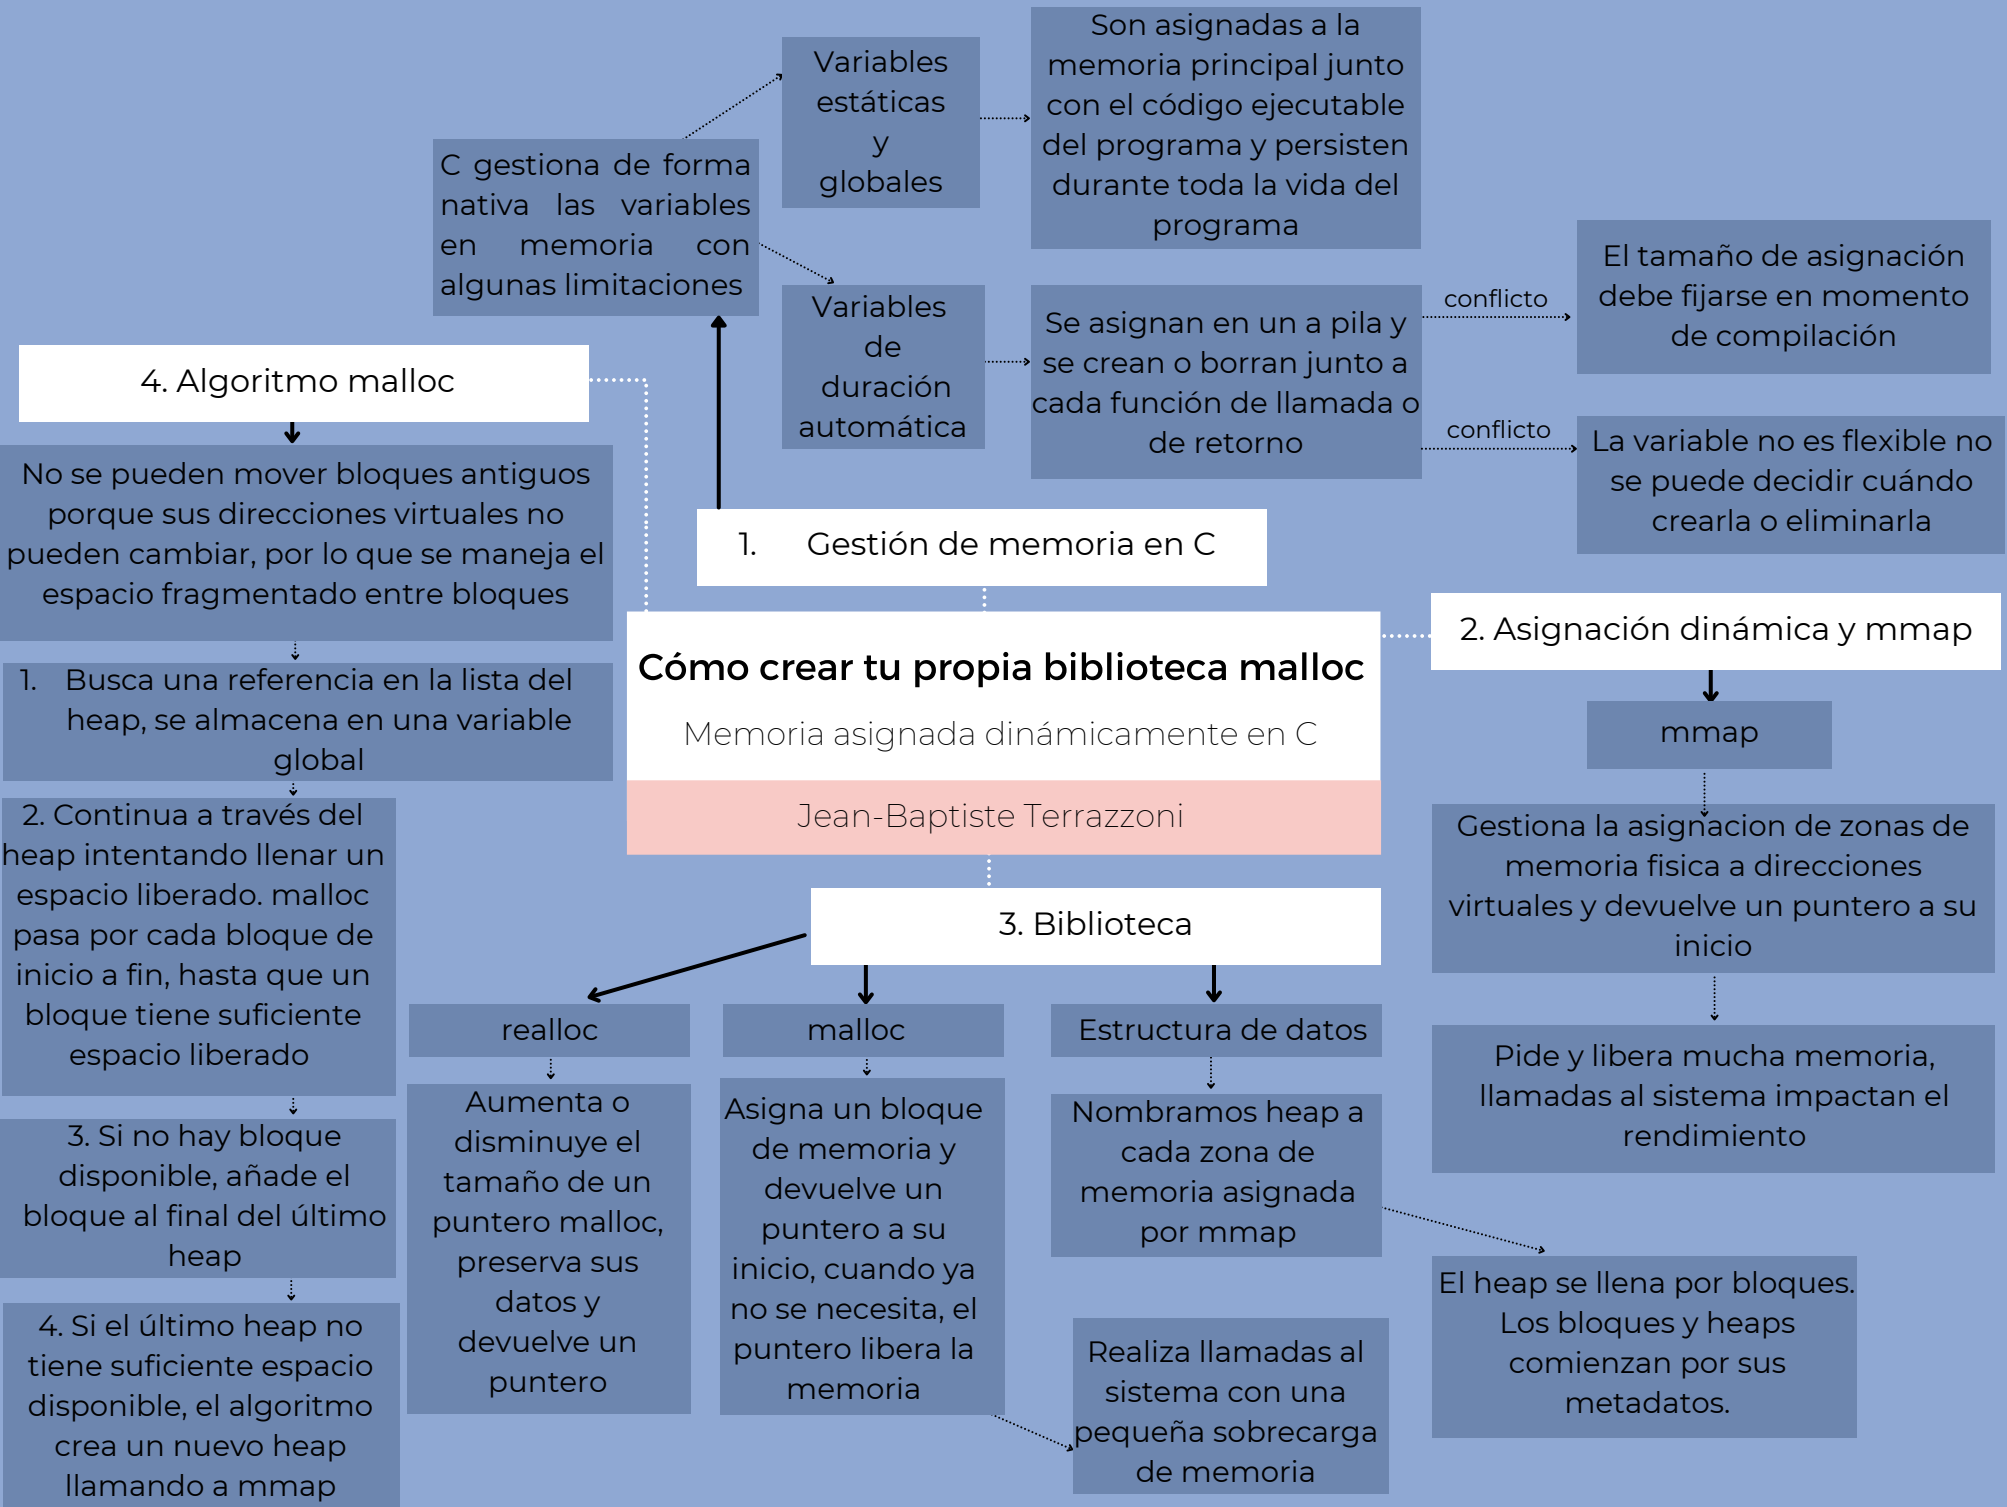 Cómo crear tu propia biblioteca malloc
Memoria asignada dinámicamente en C
Jean-Baptiste Terrazzoni
1. Gestión de memoria en C
C gestiona de forma
nativa las variables
en memoria con
algunas limitaciones
Variables
estáticas
y
globales
Son asignadas a la
memoria principal junto
con el código ejecutable
del programa y persisten
durante toda la vida del
programa
Variables
de
duración
automática
Se asignan en un a pila y
se crean o borran junto a
cada función de llamada o
de retorno
conflicto
El tamaño de asignación
debe fijarse en momento
de compilación
conflicto
La variable no es flexible no
se puede decidir cuándo
crearla o eliminarla
2. Asignación dinámica y mmap
mmap
Gestiona la asignacion de zonas de
memoria fisica a direcciones
virtuales y devuelve un puntero a su
inicio
Pide y libera mucha memoria,
llamadas al sistema impactan el
rendimiento
3. Biblioteca
realloc
Aumenta o
disminuye el
tamaño de un
puntero malloc,
preserva sus
datos y
devuelve un
puntero
malloc
Asigna un bloque
de memoria y
devuelve un
puntero a su
inicio, cuando ya
no se necesita, el
puntero libera la
memoria
Realiza llamadas al
sistema con una
pequeña sobrecarga
de memoria
Estructura de datos
Nombramos heap a
cada zona de
memoria asignada
por mmap
El heap se llena por bloques.
Los bloques y heaps
comienzan por sus
metadatos.
4. Algoritmo malloc
No se pueden mover bloques antiguos
porque sus direcciones virtuales no
pueden cambiar, por lo que se maneja el
espacio fragmentado entre bloques
1. Busca una referencia en la lista del
heap, se almacena en una variable
global
2. Continua a través del
heap intentando llenar un
espacio liberado. malloc
pasa por cada bloque de
inicio a fin, hasta que un
bloque tiene suficiente
espacio liberado
3. Si no hay bloque
disponible, añade el
bloque al final del último
heap
4. Si el último heap no
tiene suficiente espacio
disponible, el algoritmo
crea un nuevo heap
llamando a mmap